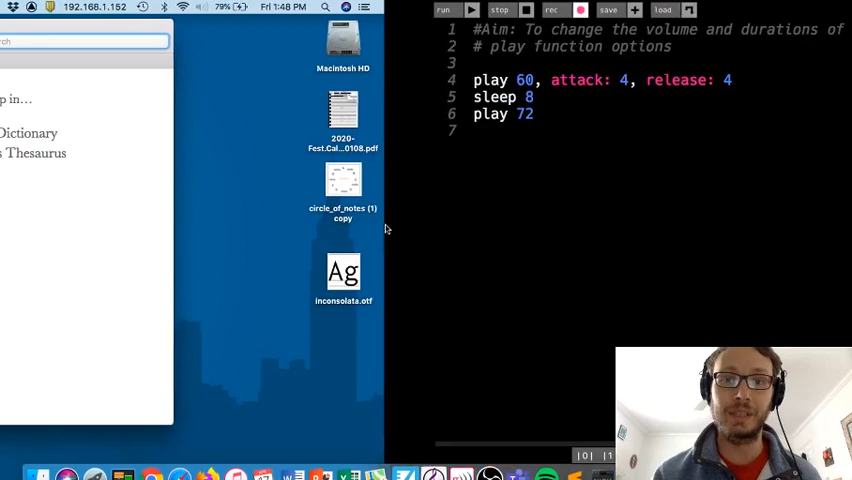 192.168.1.152 79% Fri 1:48 PM
rch
p in…
Dictionary
s Thesaurus
Macintosh HD
2020-
Fest.Cal...0108.pdf
circle_of_notes (1)
copy
Ag
inconsolata.otf
run stop rec save load
1 #Aim: To change the volume and durations of
2 # play function options
3
4 play 60, attack: 4, release: 4
5 sleep 8
6 play 72
7
|0| |1